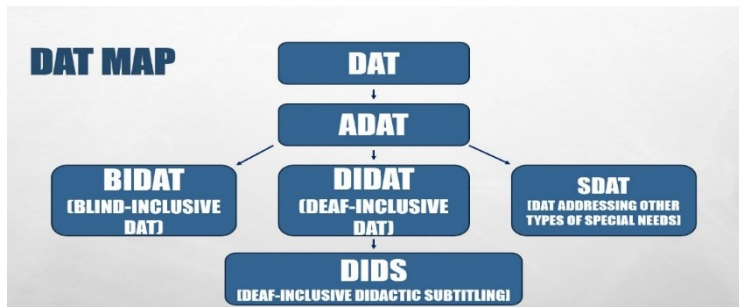 DAT MAP
DAT
ADAT
BIDAT
(BLIND-INCLUSIVE
DAT)
DIDAT
(DEAF-INCLUSIVE
DAT)
SDAT
[DAT ADDRESSING OTHER
TYPES OF SPECIAL NEEDS]
DIDS
[DEAF-INCLUSIVE DIDACTIC SUBTITLING]